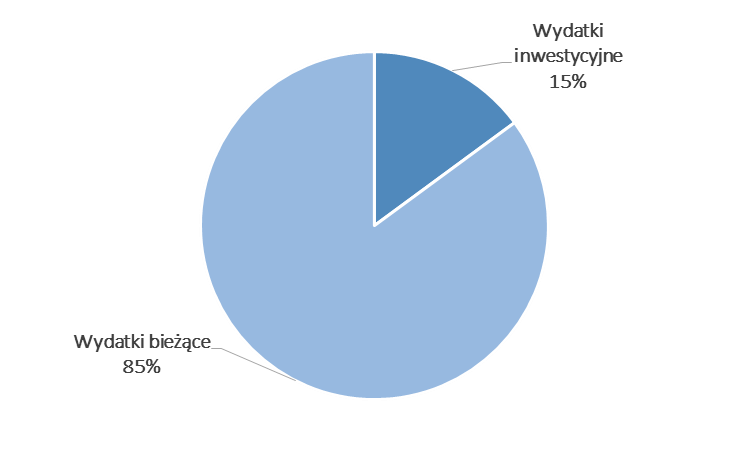 Wydatki
inwestycyjne
15%
Wydatki bieżące
85%